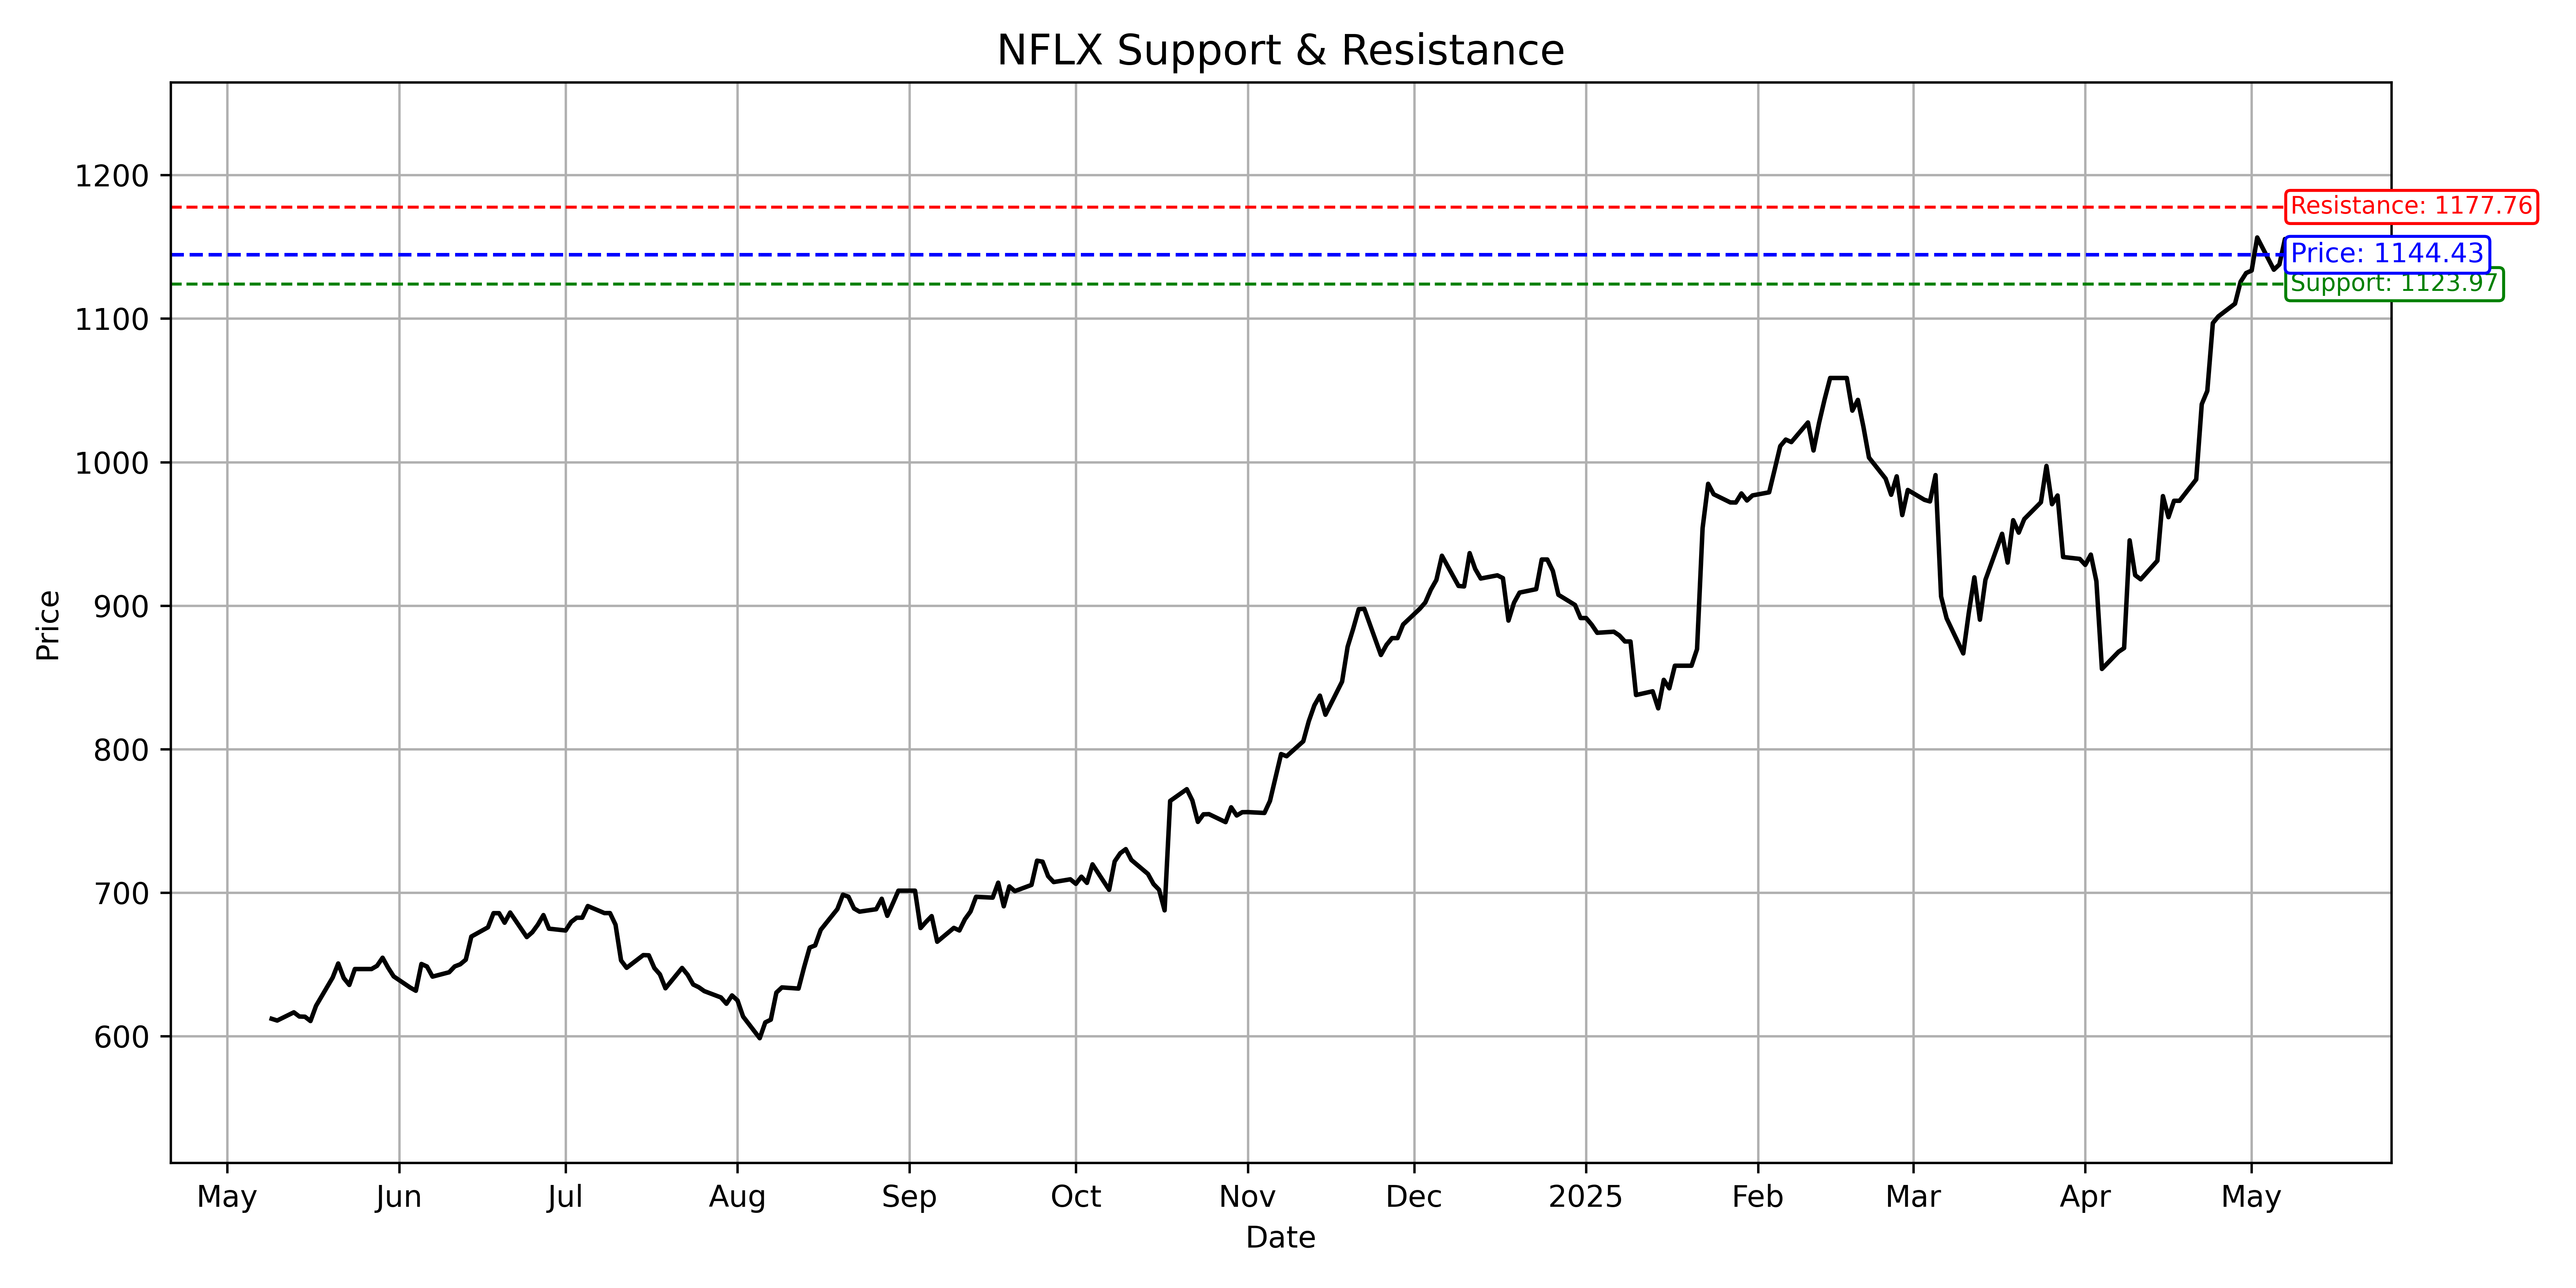 NFLX Support & Resistance
1200
1100
1000
900
800
700
600
Price
Resistance: 1177.76
Price: 1144.43
Support: 1123.97
May Jun Jul Aug Sep Oct Nov Dec 2025 Feb Mar Apr May
Date